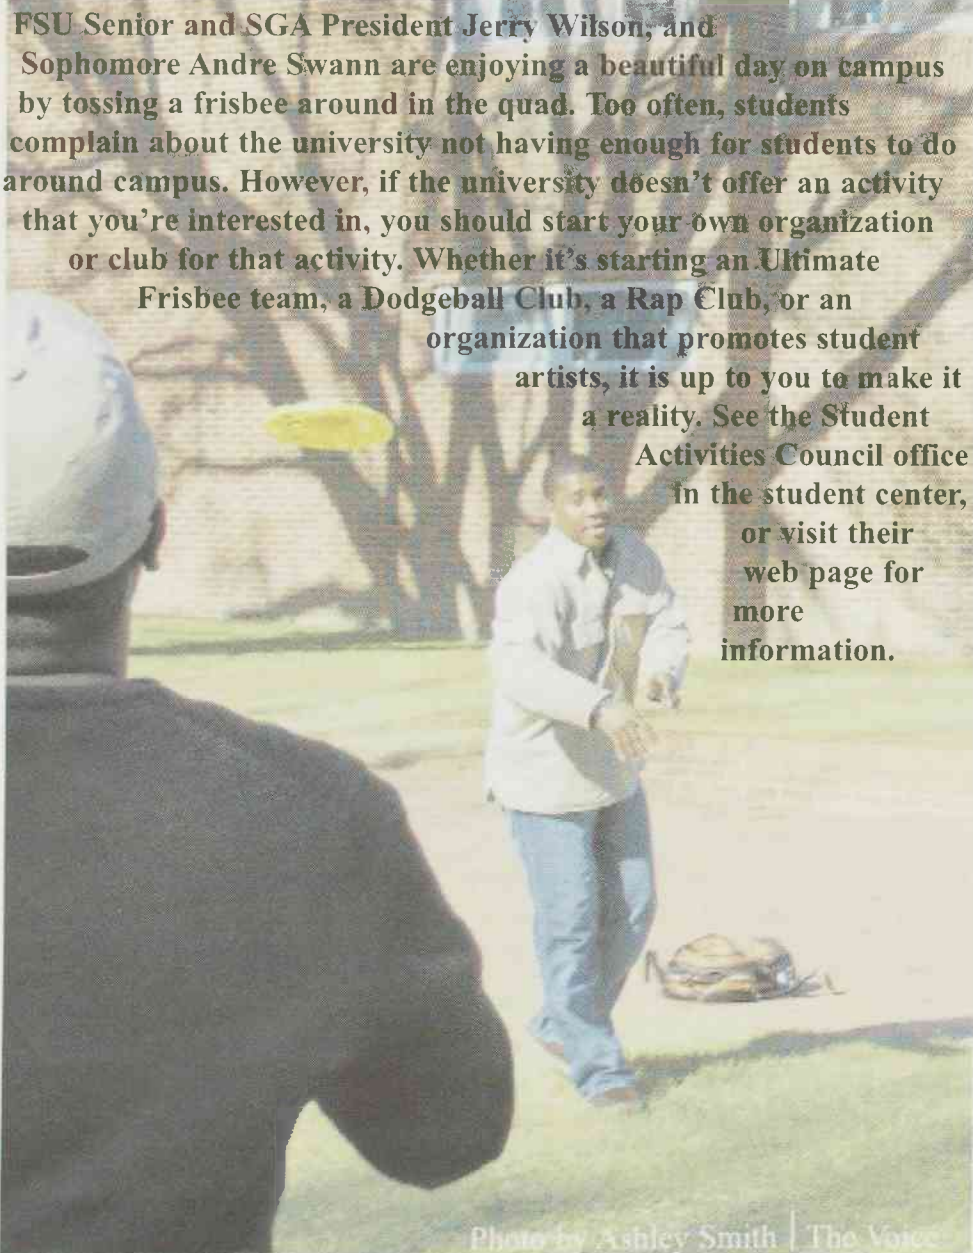 FSU Senior and SGA President Jerry Wilson, and
Sophomore Andre Swann are enjoying a beautiful day on campus
by tossing a frisbee around in the quad. Too often, students
complain about the university not having enough for students to do
around campus. However, if the university doesn't offer an activity
that you're interested in, you should start your own organization
or club for that activity. Whether it's starting an Ultimate
Frisbee team, a Dodgeball Club, a Rap Club, or an
organization that promotes student
artists, it is up to you to make it
a reality. See the Student
Activities Council office
in the student center,
or visit their
web page for
more
information.
Photo by Ashley Smith | The Voice